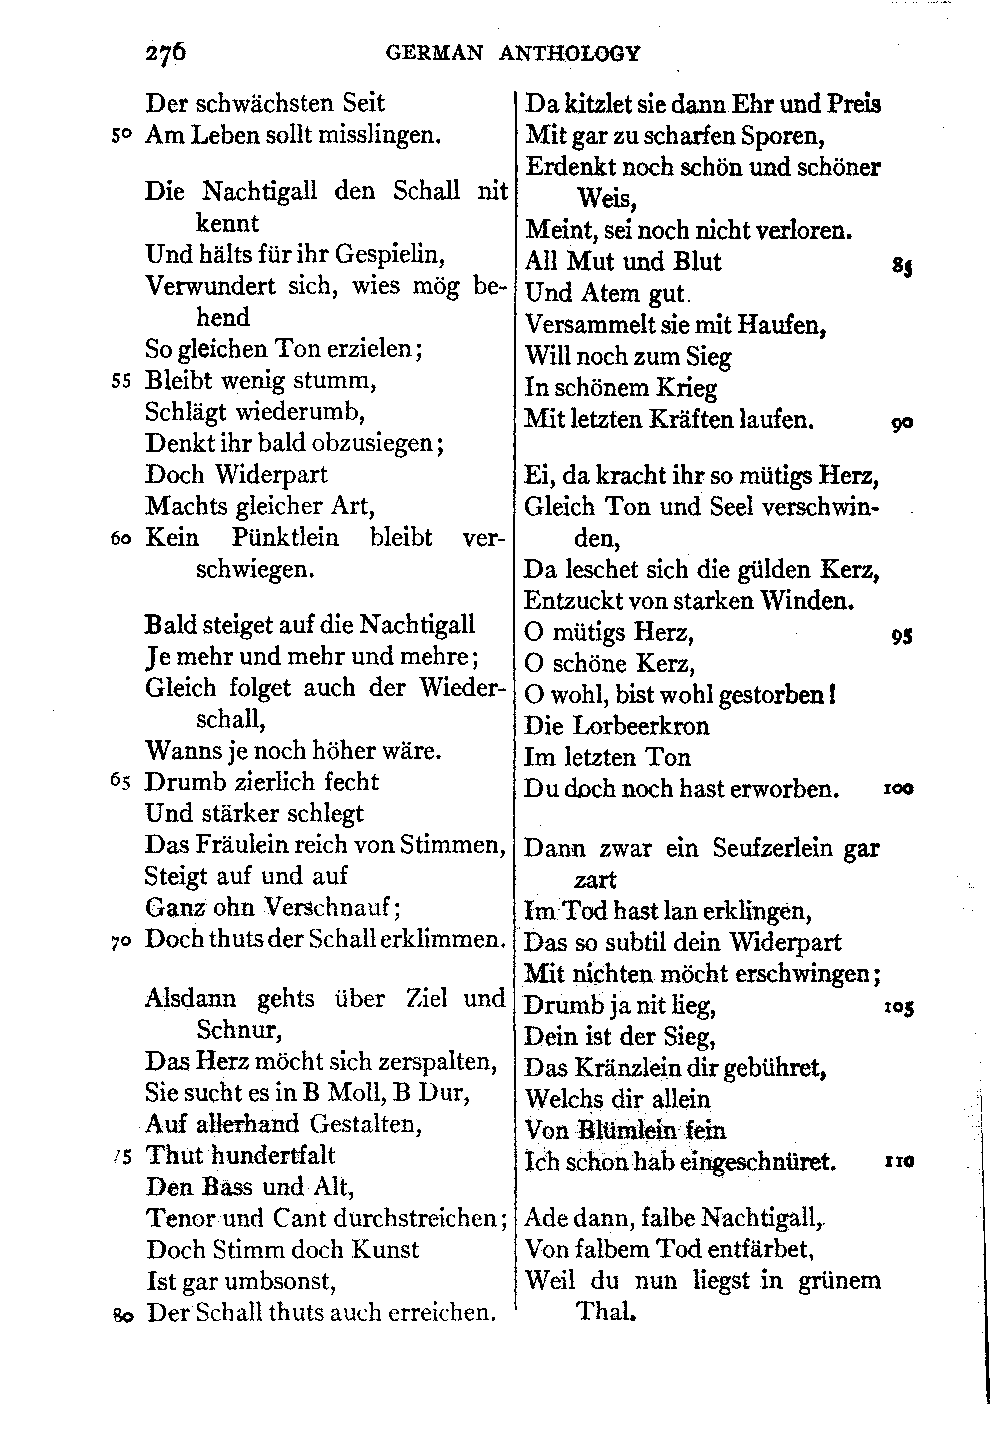 276 GERMAN ANTHOLOGY
Der schwächsten Seit
50 Am Leben sollt misslingen.
Die Nachtigall den Schall nit
kennt
Und hälts für ihr Gespielin,
Verwundert sich, wies mög be-
hend
So gleichen Ton erzielen;
55 Bleibt wenig stumm,
Schlägt wiederumb,
Denkt ihr bald obzusiegen;
Doch Widerpart
Machts gleicher Art,
60 Kein Pünktlein bleibt ver-
schwiegen.
Bald steiget auf die Nachtigall
Je mehr und mehr und mehre;
Gleich folget auch der Wieder-
schall,
Wanns je noch höher wäre.
65 Drumb zierlich fecht
Und stärker schlegt
Das Fräulein reich von Stimmen,
Steigt auf und auf
Ganz ohn Verschnauf;
70 Doch thuts der Schall erklimmen.
Alsdann gehts über Ziel und
Schnur,
Das Herz möcht sich zerspalten,
Sie sucht es in B Moll, B Dur,
Auf allerhand Gestalten,
75 Thut hundertfalt
Den Bass und Alt,
Tenor und Cant durchstreichen;
Doch Stimm doch Kunst
Ist gar umbsonst,
80 Der Schall thuts auch erreichen.
Da kitzlet sie dann Ehr und Preis
Mit gar zu scharfen Sporen,
Erdenkt noch schön und schöner
Weis,
Meint, sei noch nicht verloren.
All Mut und Blut 85
Und Atem gut.
Versammelt sie mit Haufen,
Will noch zum Sieg
In schönem Krieg
Mit letzten Kräften laufen. 90
Ei, da kracht ihr so mütigs Herz,
Gleich Ton und Seel verschwin-
den,
Da leschet sich die gülden Kerz,
Entzuckt von starken Winden.
O mütigs Herz, 95
O schöne Kerz,
O wohl, bist wohl gestorben!
Die Lorbeerkron
Im letzten Ton
Du doch noch hast erworben. 100
Dann zwar ein Seufzerlein gar
zart
Im Tod hast lan erklingen,
Das so subtil dein Widerpart
Mit nichten möcht erschwingen;
Drumb ja nit lieg, 105
Dein ist der Sieg,
Das Kränzlein dir gebühret,
Welchs dir allein
Von Blümlein fein
Ich schon hab eingeschnüret. 110
Ade dann, falbe Nachtigall,
Von falbem Tod entfärbet,
Weil du nun liegst in grünem
Thal.